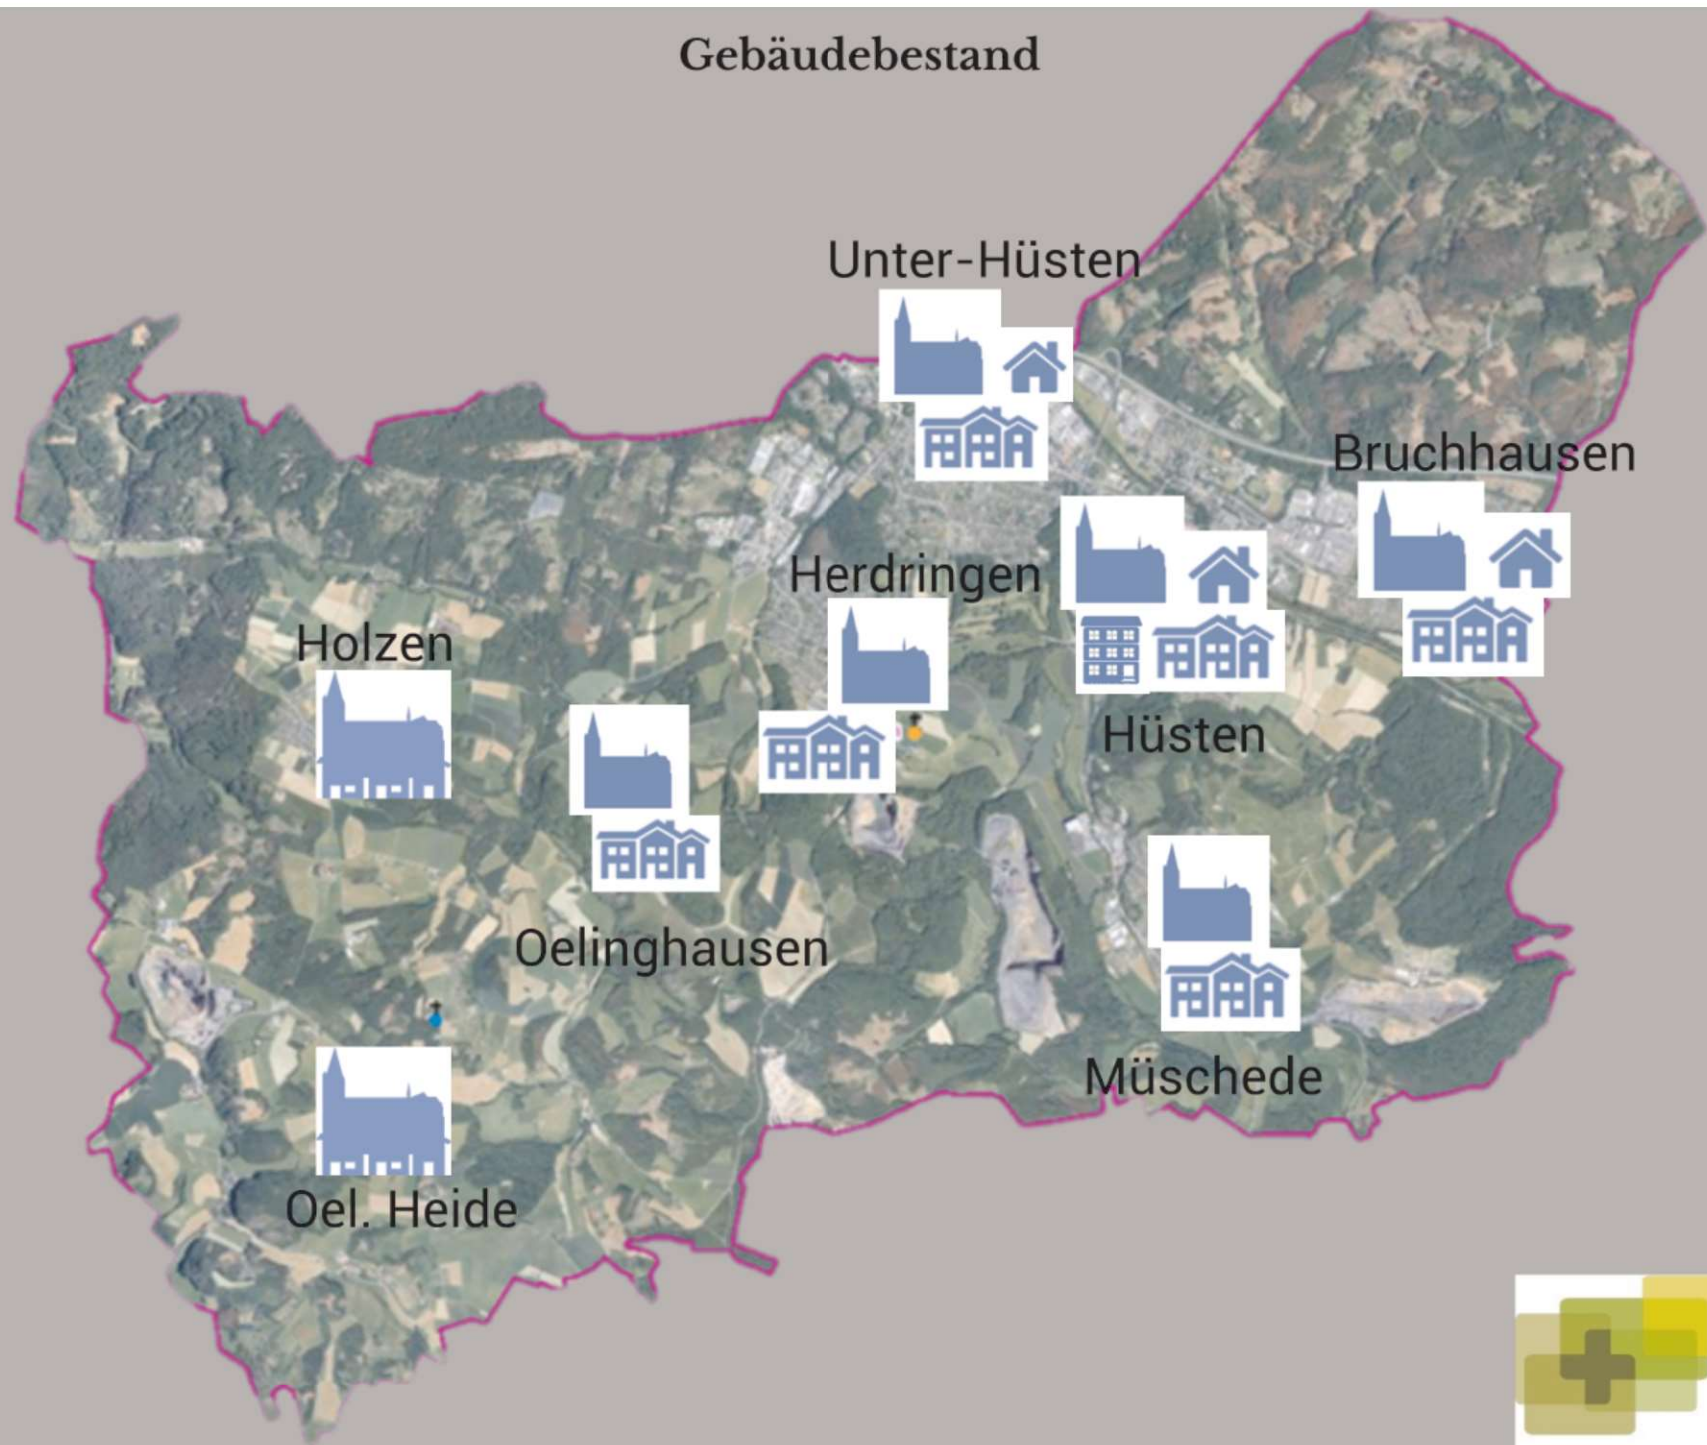 Gebäudebestand
Unter-Hüsten
Bruchhausen
Herdringen
Holzen
Hüsten
Oelinghausen
Müschede
Oel. Heide